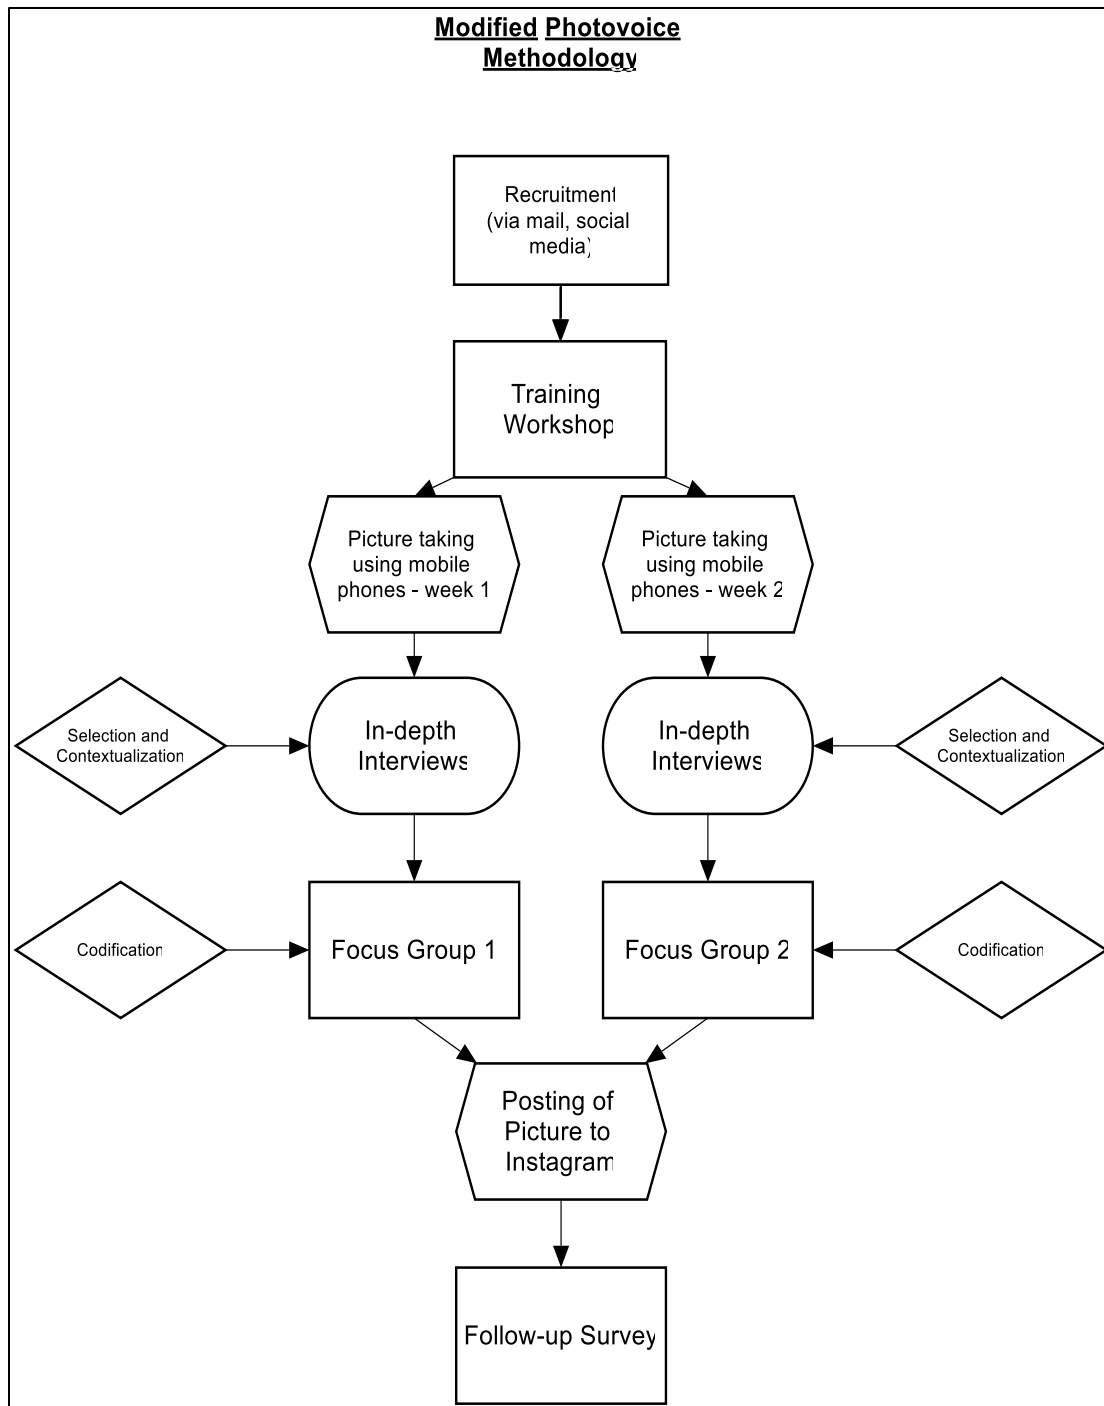 Modified Photovoice
Methodology
Recruitment
(via mail, social
media)
Training
Workshop
Picture taking
using mobile
phones - week 1
Picture taking
using mobile
phones - week 2
Selection and
Contextualization
In-depth
Interviews
In-depth
Interviews
Selection and
Contextualization
Codification
Focus Group 1
Focus Group 2
Codification
Posting of
Picture to
Instagram
Follow-up Survey